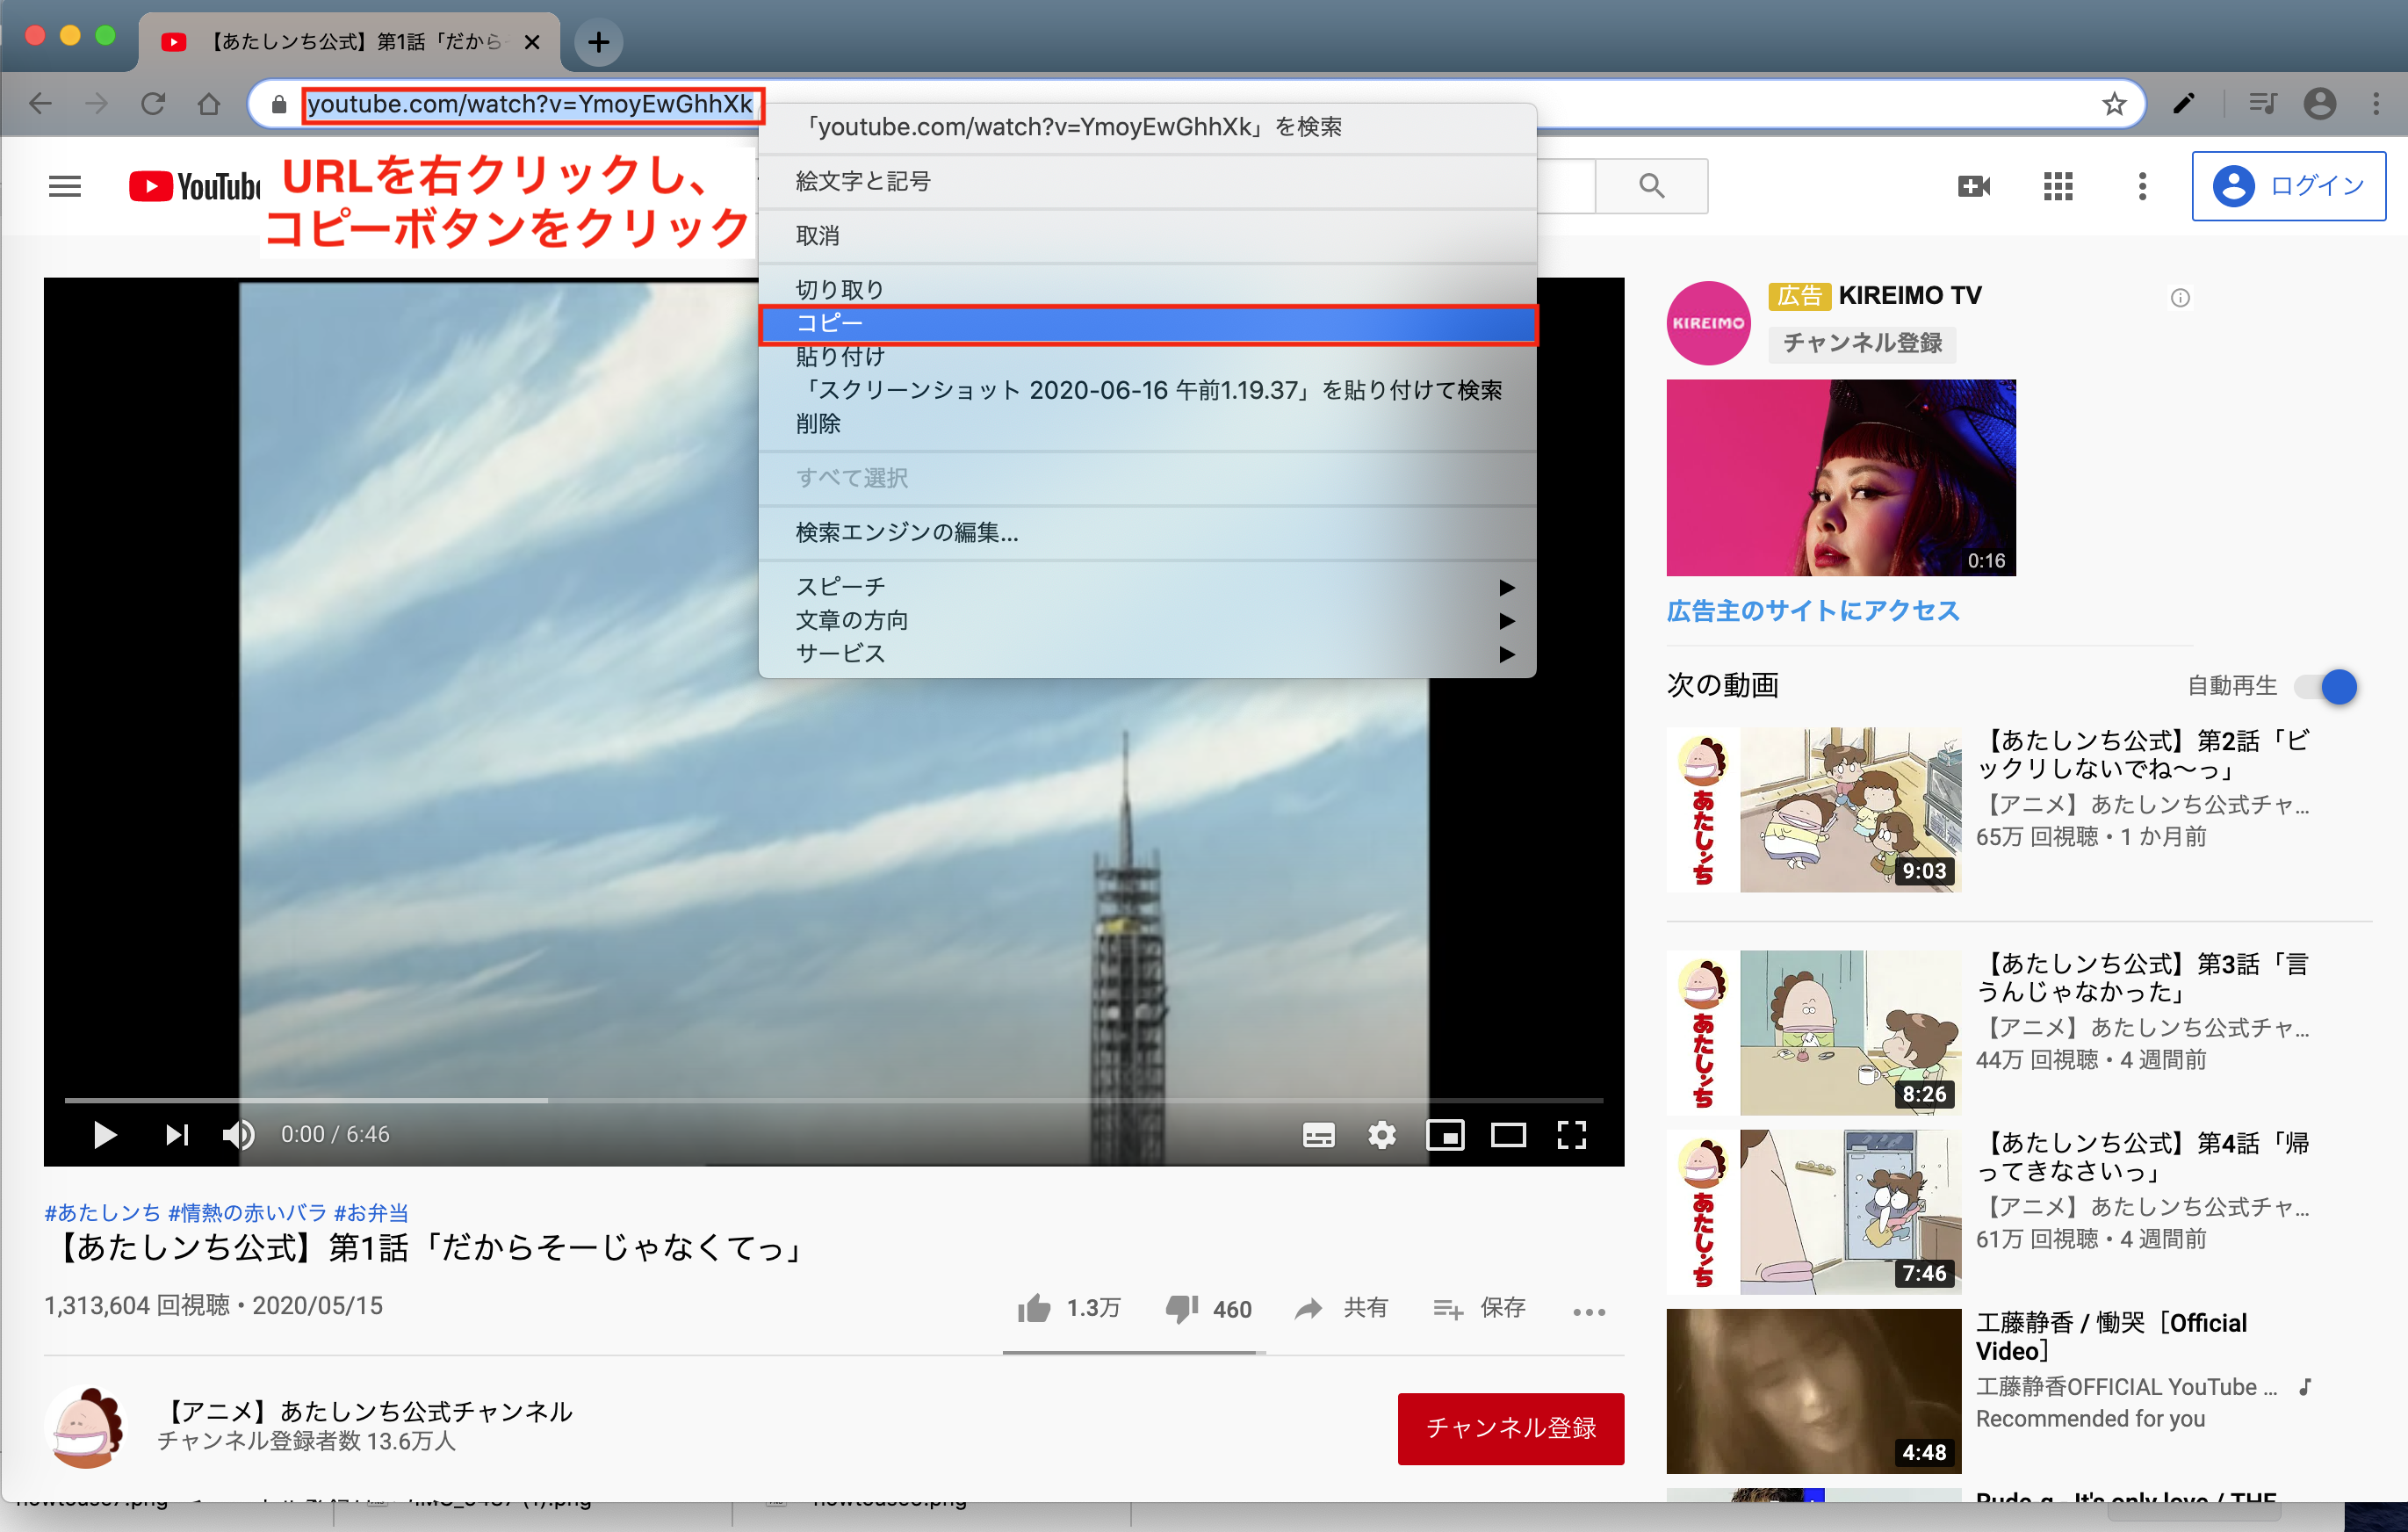 【あたしンち公式】第1話「だから
youtube.com/watch?v=YmoyEwGhhXk
URLを右クリックし、
コピーボタンをクリック
「youtube.com/watch?v=YmoyEwGhhXk」を検索
絵文字と記号
取消
切り取り
コピー
貼り付け
「スクリーンショット 2020-06-16 午前1.19.37」を貼り付けて検索
削除
すべて選択
検索エンジンの編集...
スピーチ
文章の方向
サービス
YouTube
ログイン
0:00 / 6:46
#あたしンち #情熱の赤いバラ #お弁当
【あたしンち公式】第1話「だからそーじゃなくてっ」
1,313,604 回視聴・2020/05/15
1.3万 460 共有 保存
【アニメ】あたしンち公式チャンネル
チャンネル登録者数 13.6万人
チャンネル登録
KIREIMO
広告 KIREIMO TV
チャンネル登録
0:16
広告主のサイトにアクセス
次の動画
自動再生
あたしンち
9:03
【あたしンち公式】第2話「ビ
ックリしないでね〜っ」
【アニメ】あたしンち公式チャ...
65万 回視聴・1 か月前
あたしンち
8:26
【あたしンち公式】第3話「言
うんじゃなかった」
【アニメ】あたしンち公式チャ...
44万 回視聴・4 週間前
あたしンち
7:46
【あたしンち公式】第4話「帰
ってきなさいっ」
【アニメ】あたしンち公式チャ...
61万 回視聴・4 週間前
4:48
工藤静香 / 慟哭［Official
Video］
工藤静香OFFICIAL YouTube ...
Recommended for you